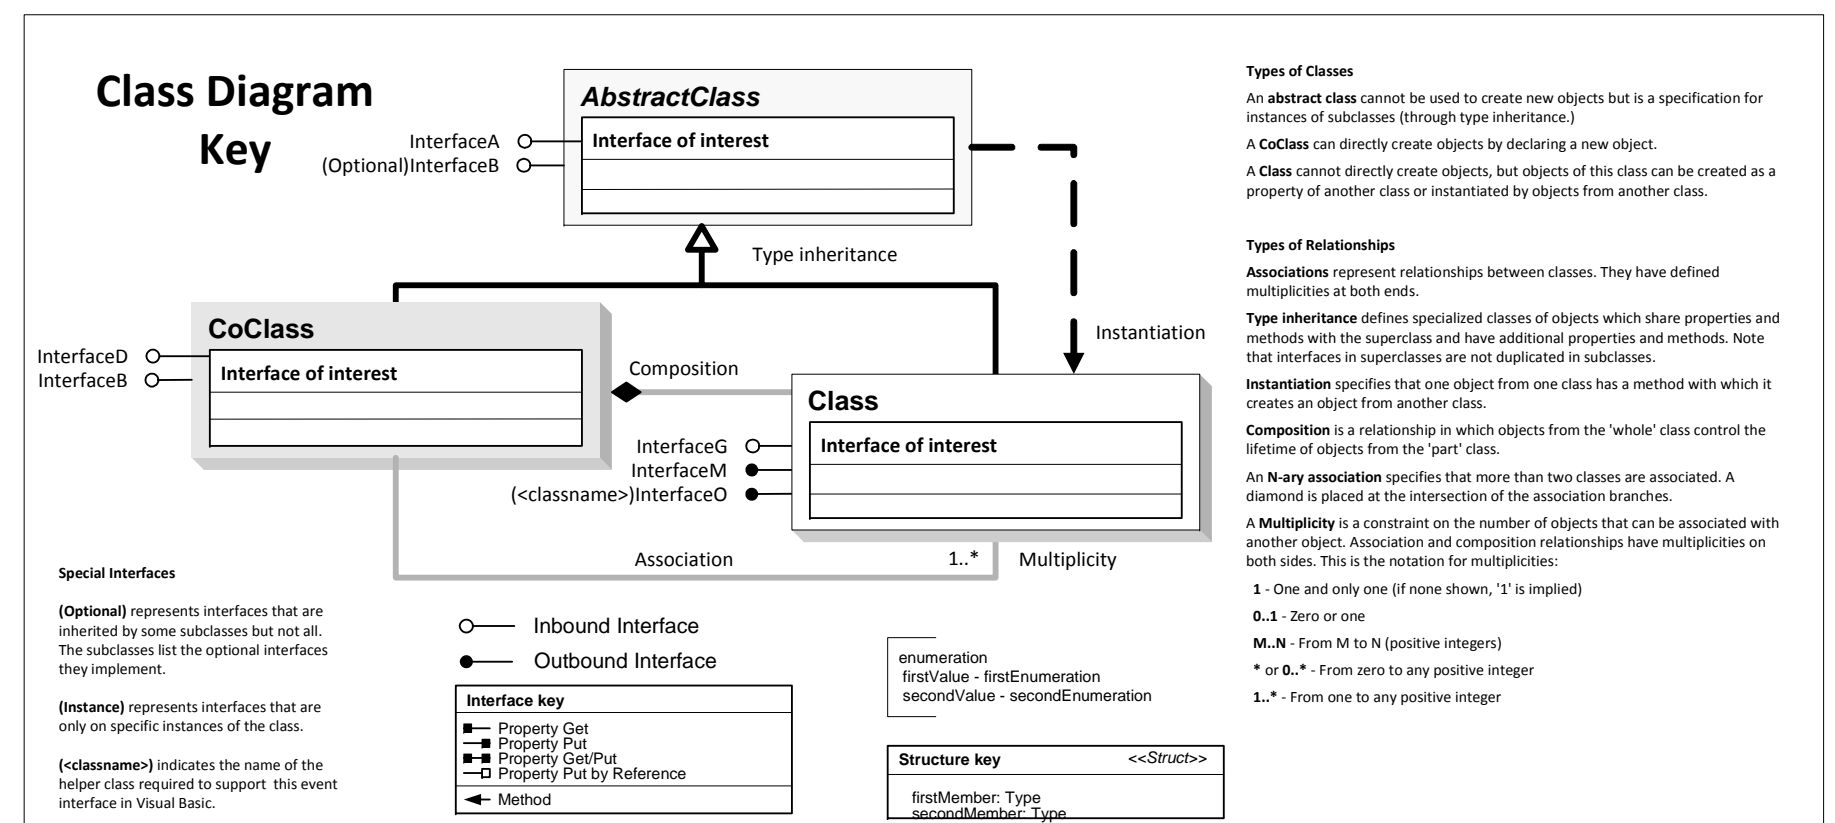 Class Diagram
Key
AbstractClass
Interface of interest
InterfaceA
(Optional)InterfaceB
Type inheritance
Instantiation
CoClass
Interface of interest
InterfaceD
InterfaceB
Composition
Class
Interface of interest
InterfaceG
InterfaceM
(<classname>)InterfaceO
Association
1..*
Multiplicity
Special Interfaces
(Optional) represents interfaces that are
inherited by some subclasses but not all.
The subclasses list the optional interfaces
they implement.
(Instance) represents interfaces that are
only on specific instances of the class.
(<classname>) indicates the name of the
helper class required to support this event
interface in Visual Basic.
Inbound Interface
Outbound Interface
Interface key
Property Get
Property Put
Property Get/Put
Property Put by Reference
Method
enumeration
firstValue - firstEnumeration
secondValue - secondEnumeration
Structure key <<Struct>>
firstMember: Type
secondMember: Type
Types of Classes
An abstract class cannot be used to create new objects but is a specification for
instances of subclasses (through type inheritance.)
A CoClass can directly create objects by declaring a new object.
A Class cannot directly create objects, but objects of this class can be created as a
property of another class or instantiated by objects from another class.
Types of Relationships
Associations represent relationships between classes. They have defined
multiplicities at both ends.
Type inheritance defines specialized classes of objects which share properties and
methods with the superclass and have additional properties and methods. Note
that interfaces in superclasses are not duplicated in subclasses.
Instantiation specifies that one object from one class has a method with which it
creates an object from another class.
Composition is a relationship in which objects from the 'whole' class control the
lifetime of objects from the 'part' class.
An N-ary association specifies that more than two classes are associated. A
diamond is placed at the intersection of the association branches.
A Multiplicity is a constraint on the number of objects that can be associated with
another object. Association and composition relationships have multiplicities on
both sides. This is the notation for multiplicities:
1 - One and only one (if none shown, '1' is implied)
0..1 - Zero or one
M..N - From M to N (positive integers)
* or 0..* - From zero to any positive integer
1..* - From one to any positive integer